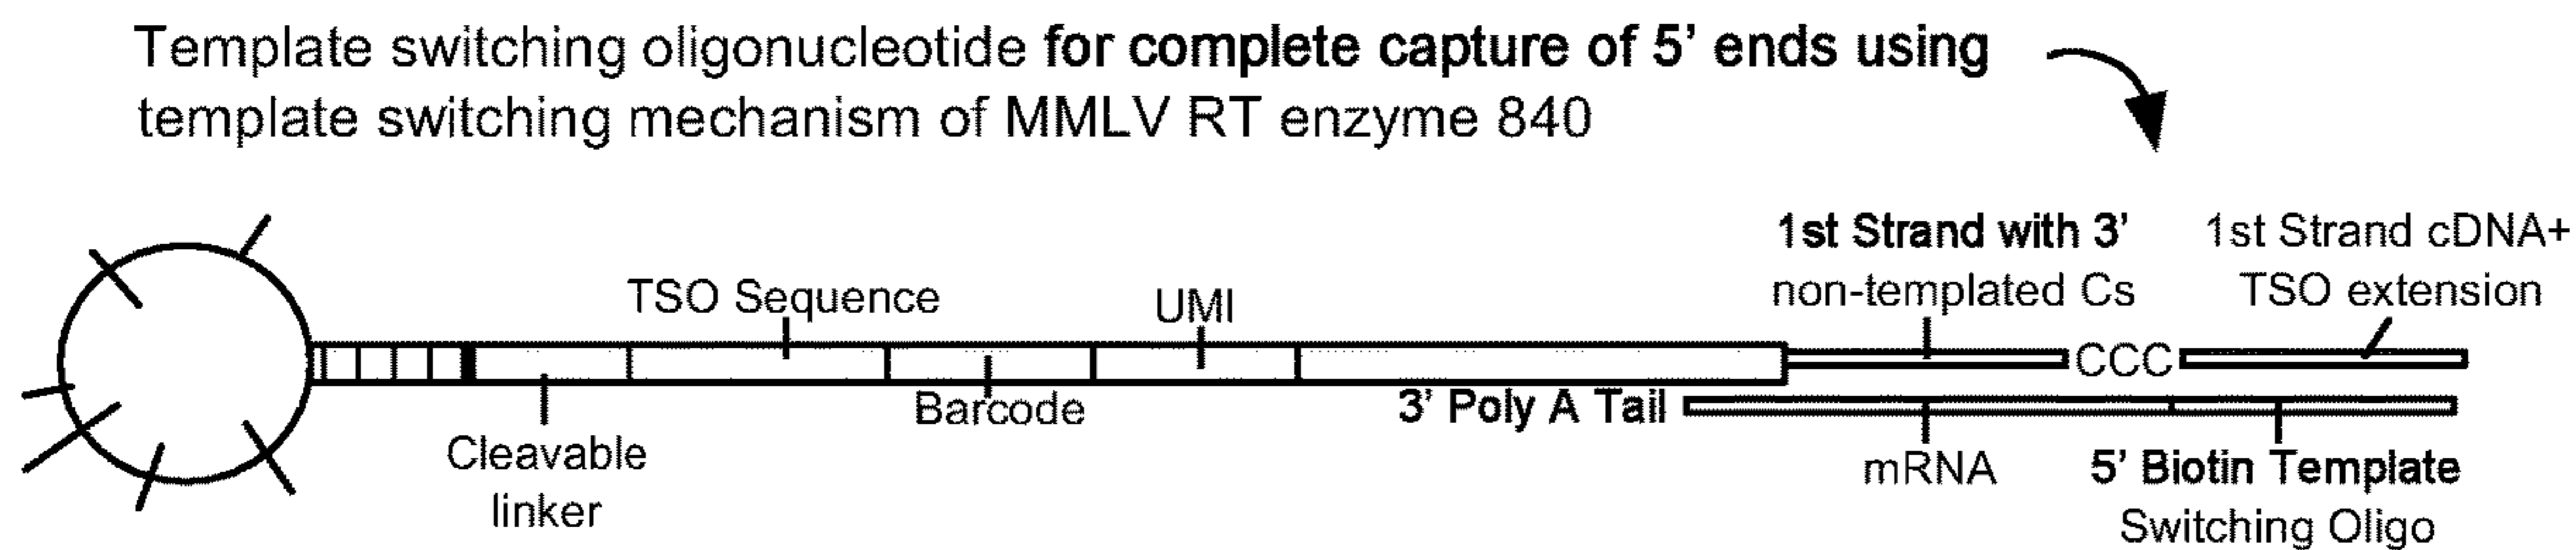 Template switching oligonucleotide for complete capture of 5' ends using
template switching mechanism of MMLV RT enzyme 840
1st Strand with 3'
non-templated Cs
1st Strand cDNA+
TSO extension
TSO Sequence
UMI
CCC
Barcode
3' Poly A Tail
Cleavable
linker
mRNA
5' Biotin Template
Switching Oligo